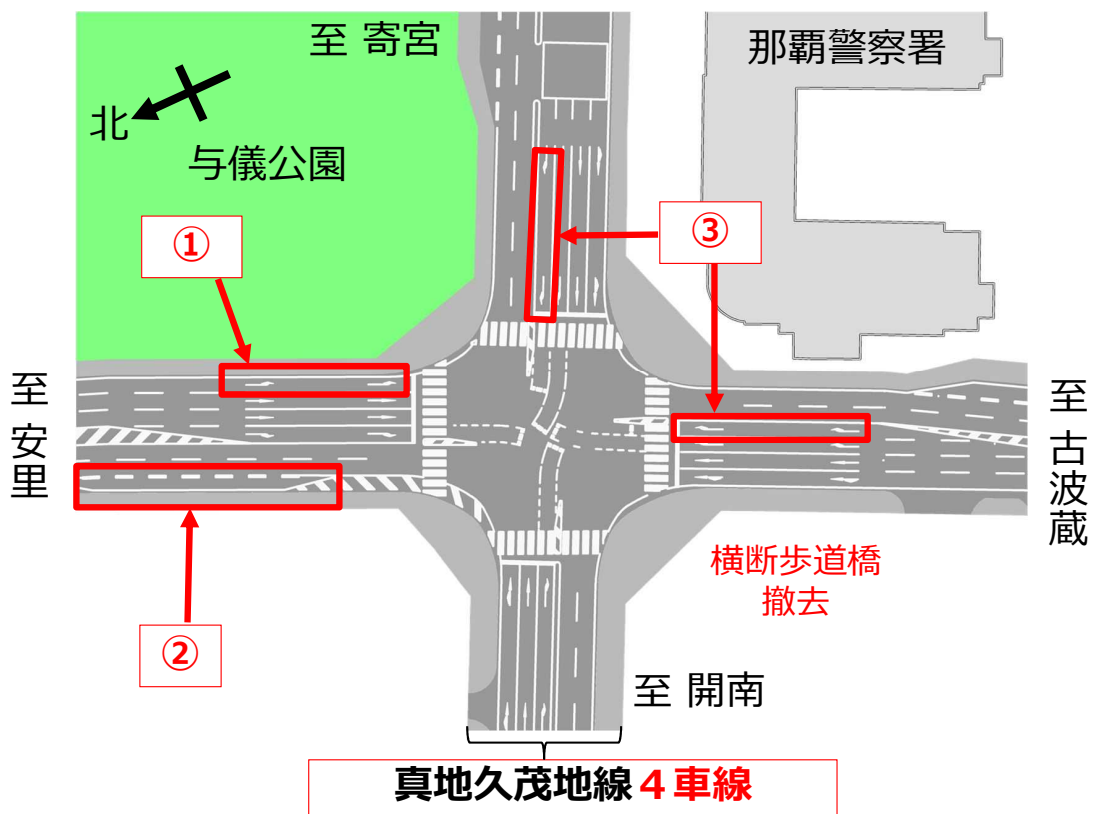 至 寄宮
那覇警察署
北
与儀公園
①
③
至 安里
至 古波蔵
横断歩道橋
撤去
②
至 開南
真地久茂地線４車線